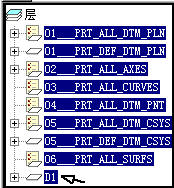 层
01___PRT_ALL_DTM_PLN
01___PRT_DEF_DTM_PLN
02___PRT_ALL_AXES
03___PRT_ALL_CURVES
04___PRT_ALL_DTM_PNT
05___PRT_ALL_DTM_CSYS
05___PRT_DEF_DTM_CSYS
06___PRT_ALL_SURFS
D1